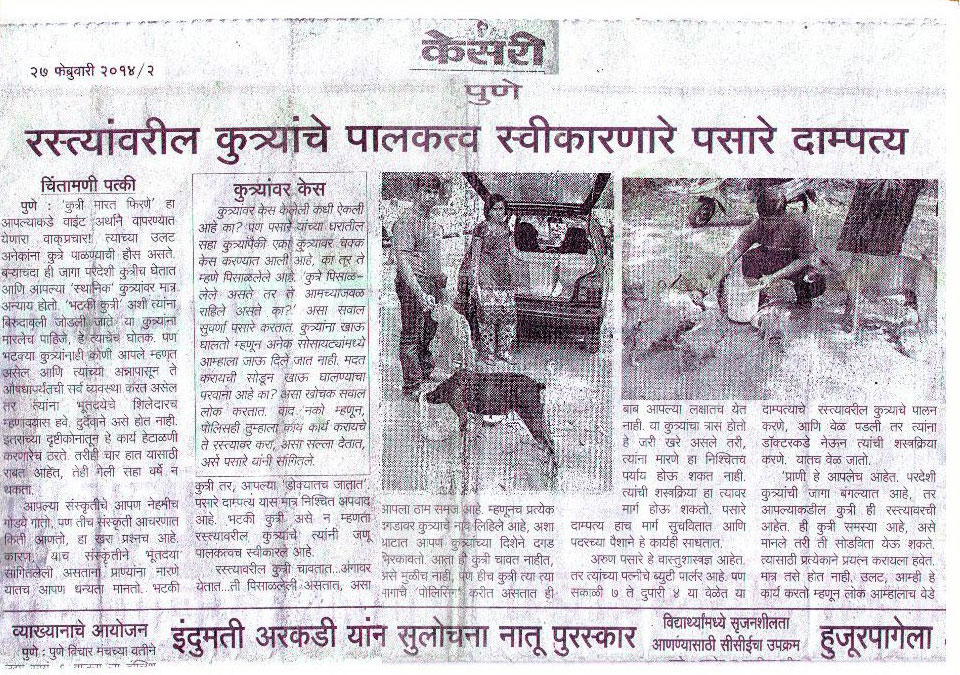 केसरी
२७ फेब्रुवारी २०१४/२
पुणे
रस्त्यांवरील कुत्र्यांचे पालकत्व स्वीकारणारे पसारे दाम्पत्य
चिंतामणी पत्की
पुणे : 'कुत्री मारत फिरणे' हा
आपल्याकडे वाईट अर्थाने वापरण्यात
येणारा वाक्‌प्रचार! त्याच्या उलट
अनेकांना कुत्रे पाळण्याची हौस असते.
बऱ्याचदा ही जागा परदेशी कुत्रीच घेतात
आणि आपल्या 'स्थानिक' कुत्र्यांवर मात्र
अन्याय होतो. 'भटकी कुत्री' अशी त्यांना
बिरुदावली जोडली जाते या कुत्र्यांना
मारलेच पाहिजे, हे त्याचेच द्योतक. पण
भटक्या कुत्र्यांनाही कोणी आपले म्हणत
असेल आणि त्यांच्या अन्नापासून ते
औषधापर्यंतची सर्व व्यवस्था करत असेल
तर त्यांना भूतदयेचे शिलेदारच
म्हणावयास हवे. दुर्दैवाने असे होत नाही.
इतरांच्या दृष्टीकोनातून हे कार्य हेटाळणी
करणारेच ठरते. तरीही चार हात यासाठी
राबत आहेत, तेही गेली सहा वर्षे न
थकता.
आपल्या संस्कृतीचे आपण नेहमीच
गोडवे गातो, पण तीच संस्कृती आचरणात
किती आणतो, हा खरा प्रश्नच आहे.
कारण याच संस्कृतीने भूतदया
सांगितलेली असताना प्राण्यांना मारणे
यातच आपण धन्यता मानतो. भटकी
कुत्र्यांवर केस
कुत्र्यावर केस केलेली कधी ऐकली
आहे का? पण पसारे यांच्या घरातील
सहा कुत्र्यांपैकी एका कुत्र्यावर चक्क
केस करण्यात आली आहे, का तर ते
म्हणे पिसाळलेले आहे. 'कुत्रे पिसाळ-
लेले असते तर ते आमच्याजवळ
राहिले असते का?' असा सवाल
सुवर्णा पसारे करतात. कुत्र्यांना खाऊ
घालतो म्हणून अनेक सोसायट्यांमध्ये
आम्हाला जाऊ दिले जात नाही. मदत
करायची सोडून खाऊ घालण्याचा
परवाना आहे का? असा खोचक सवाल
लोक करतात. वाद नको म्हणून,
पोलिसही तुम्हाला काय कार्य करायचे
ते रस्त्यावर करा, असा सल्ला देतात,
असे पसारे यांनी सांगितले.
कुत्री तर, आपल्या 'डोक्यातच जातात'.
पसारे दाम्पत्य यास मात्र निश्चित अपवाद
आहे. भटकी कुत्री असे न म्हणता
रस्त्यावरील कुत्र्यांचे त्यांनी जणू
पालकत्वच स्वीकारले आहे.
रस्त्यावरील कुत्री चावतात...अंगावर
येतात...ती पिसाळलेली असतात, असा
आपला ठाम समज आहे. म्हणूनच प्रत्येक
दगडावर कुत्र्याचे नाव लिहिले आहे, अशा
थाटात आपण कुत्र्यांच्या दिशेने दगड
भिरकावतो. आता ही कुत्री चावत नाहीत,
असे मुळीच नाही. पण हीच कुत्री त्या त्या
भागाचे 'पोलिसिंग' करीत असतात ही
बाब आपल्या लक्षातच येत
नाही. या कुत्र्यांचा त्रास होतो
हे जरी खरे असले तरी,
त्यांना मारणे हा निश्चितच
पर्याय होऊ शकत नाही.
त्यांची शस्त्रक्रिया हा त्यावर
मार्ग होऊ शकतो. पसारे
दाम्पत्य हाच मार्ग सुचवितात आणि
पदरच्या पैशाने हे कार्यही साधतात.
अरुण पसारे हे वास्तुशास्त्रज्ञ आहेत.
तर त्यांच्या पत्नीचे ब्युटी पार्लर आहे. पण
सकाळी ७ ते दुपारी ४ या वेळेत या
दाम्पत्याचे रस्त्यावरील कुत्र्याचे पालन
करणे, आणि वेळ पडली तर त्यांना
डॉक्टरकडे नेऊन त्यांची शस्त्रक्रिया
करणे. यातच वेळ जातो.
'प्राणी हे आपलेच आहेत. परदेशी
कुत्र्यांची जागा बंगल्यात आहे, तर
आपल्याकडील कुत्री ही रस्त्यावरची
आहेत. ही कुत्री समस्या आहे, असे
मानले तरी ती सोडविता येऊ शकते.
त्यासाठी प्रत्येकाने प्रयत्न करायला हवेत.
मात्र तसे होत नाही, उलट, आम्ही हे
कार्य करतो म्हणून लोक आम्हालाच वेडे
व्याख्यानाचे आयोजन
पुणे : पुणे विचार मंचच्या वतीने
इंदुमती अरकडी यांन सुलोचना नातू पुरस्कार
विद्यार्थ्यांमध्ये सृजनशीलता
आणण्यासाठी सीसीईचा उपक्रम
हुजूरपागेला